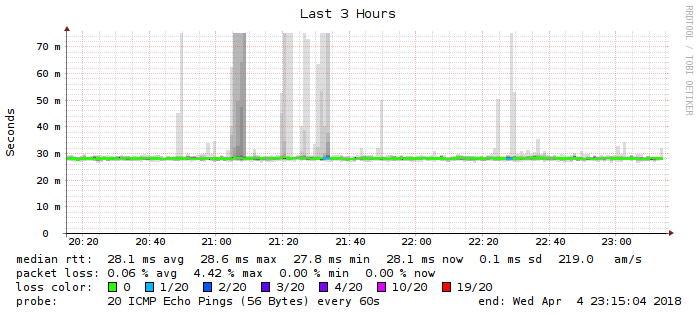 Last 3 Hours
RRDTOOL / TOBI OETIKER
Seconds
70 m
60 m
50 m
40 m
30 m
20 m
10 m
0
20:20 20:40 21:00 21:20 21:40 22:00 22:20 22:40 23:00
median rtt: 28.1 ms avg 28.6 ms max 27.8 ms min 28.1 ms now 0.1 ms sd 219.0 am/s
packet loss: 0.06 % avg 4.42 % max 0.00 % min 0.00 % now
loss color: 0 1/20 2/20 3/20 4/20 10/20 19/20
probe: 20 ICMP Echo Pings (56 Bytes) every 60s end: Wed Apr 4 23:15:04 2018